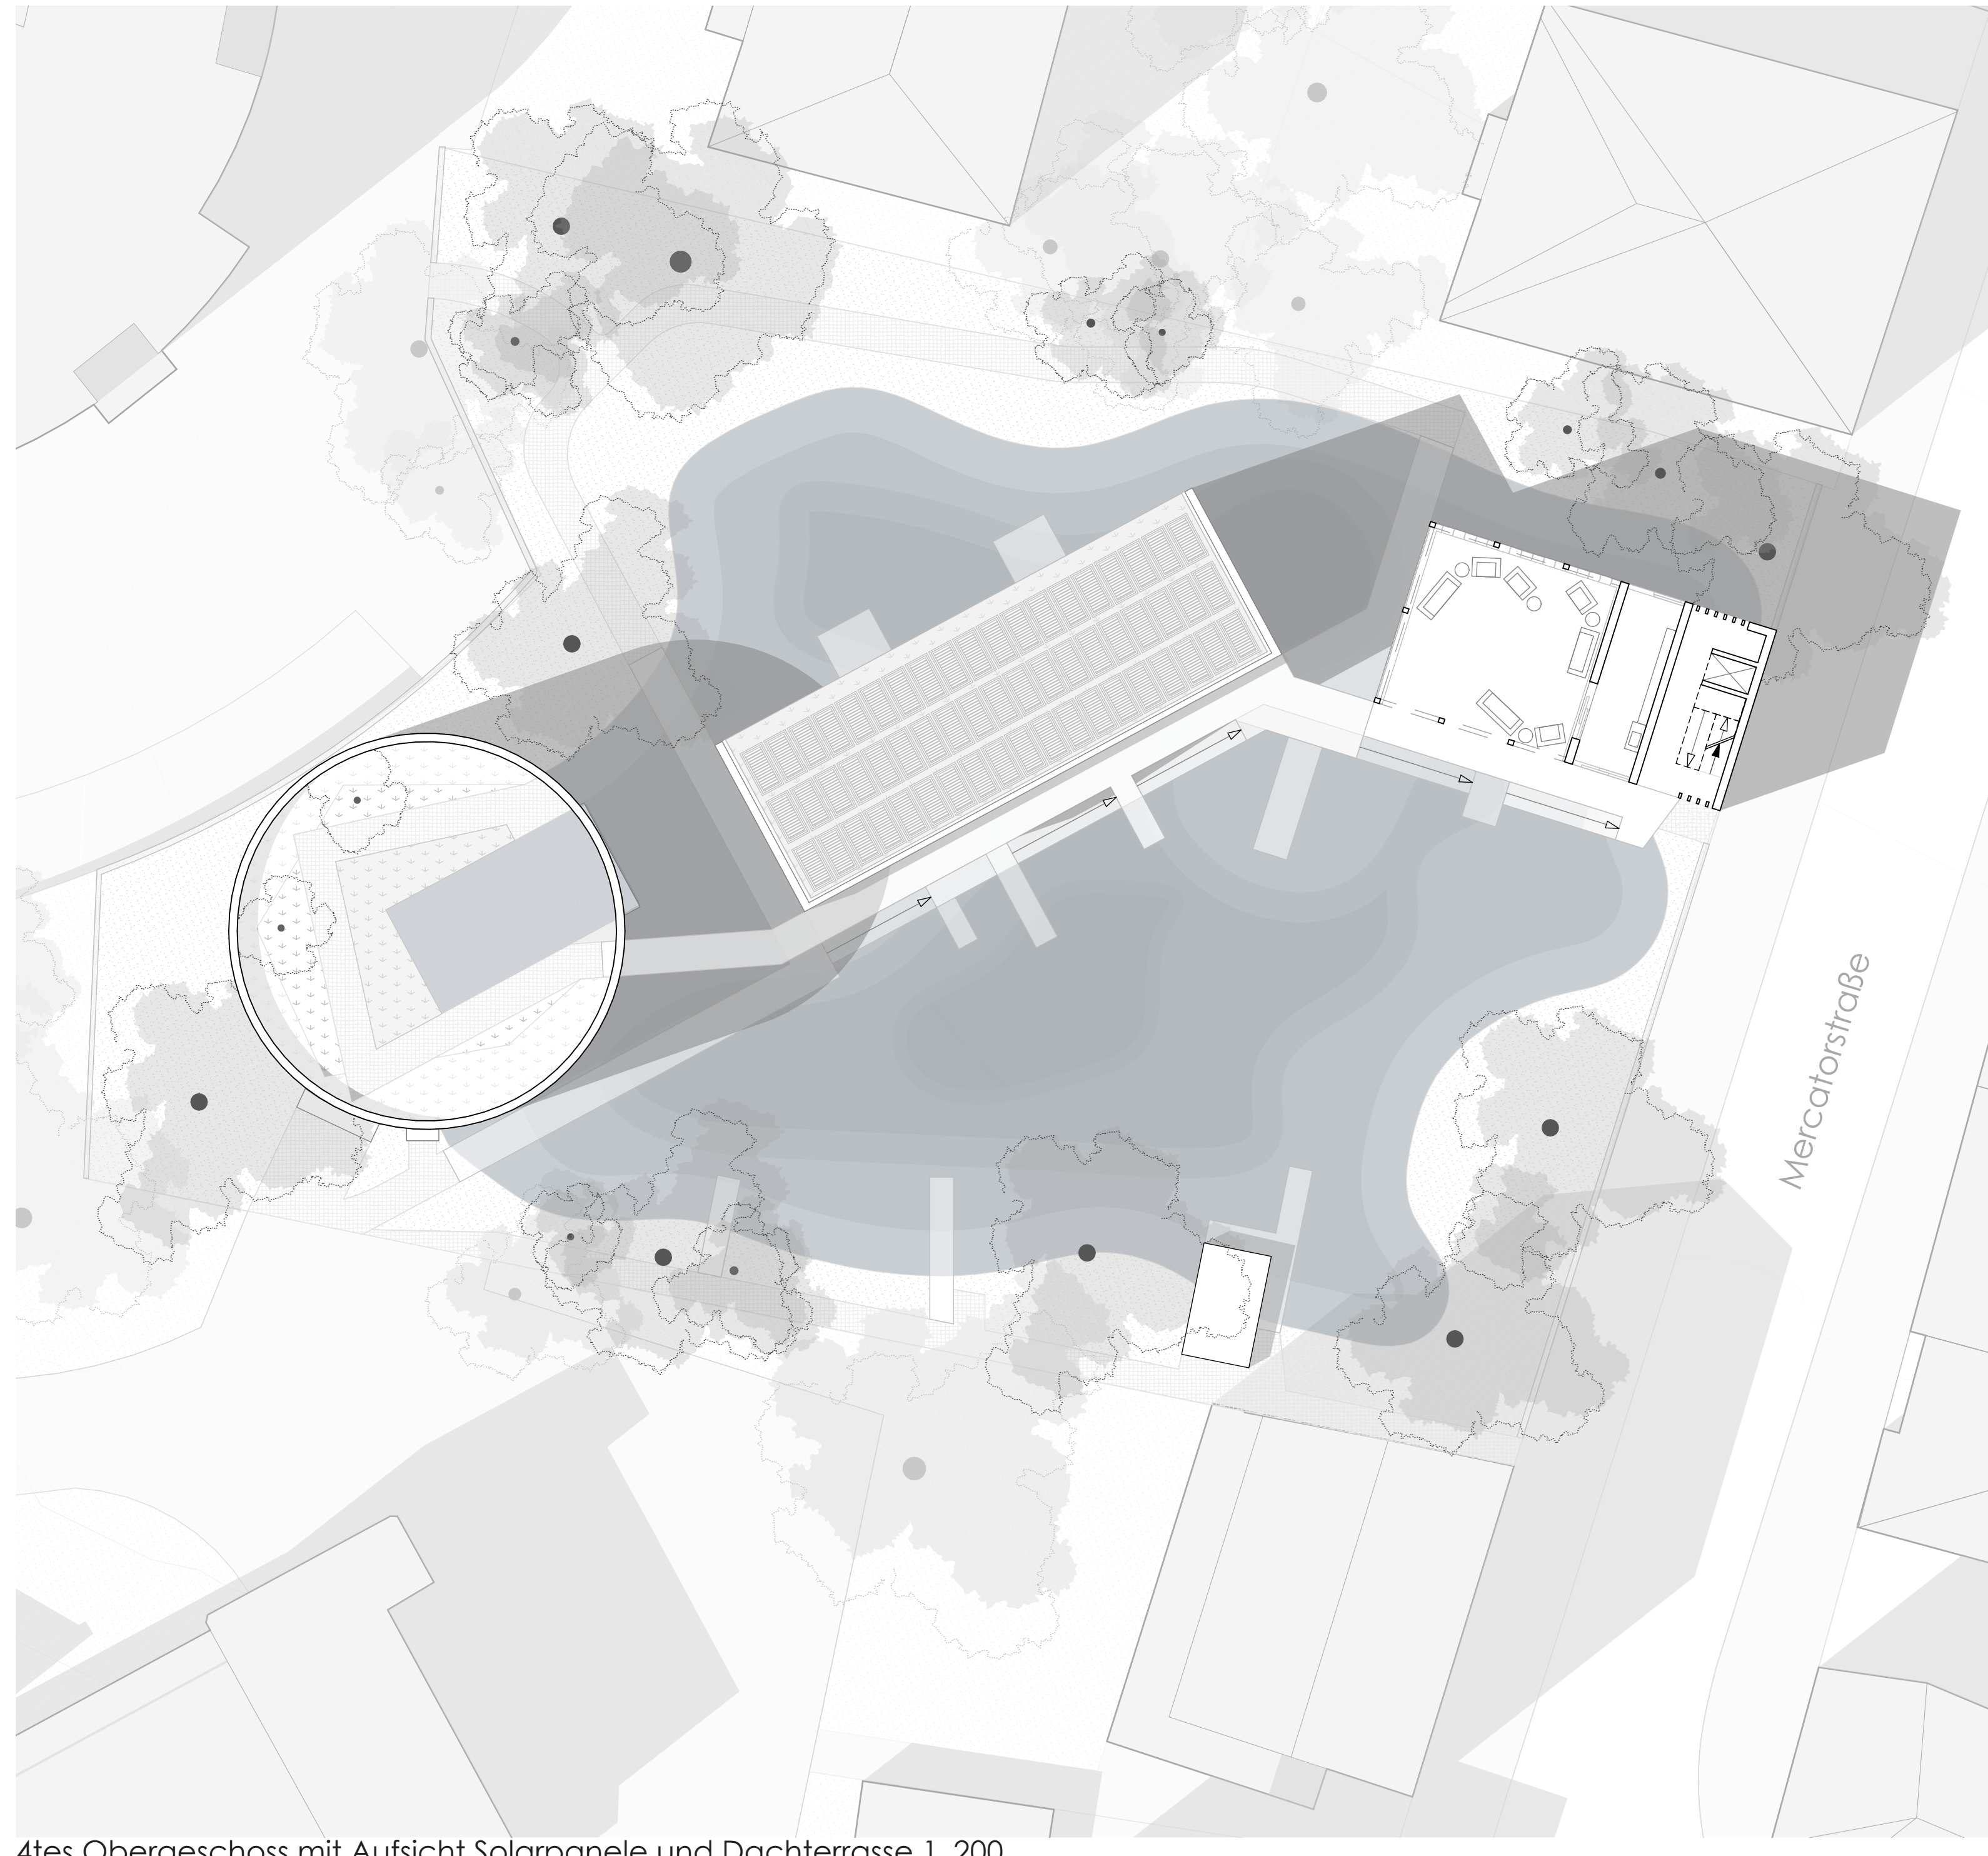 Mercatorstraße
4tes Obergeschoss mit Aufsicht Solarpanele und Dachterrasse 1_200